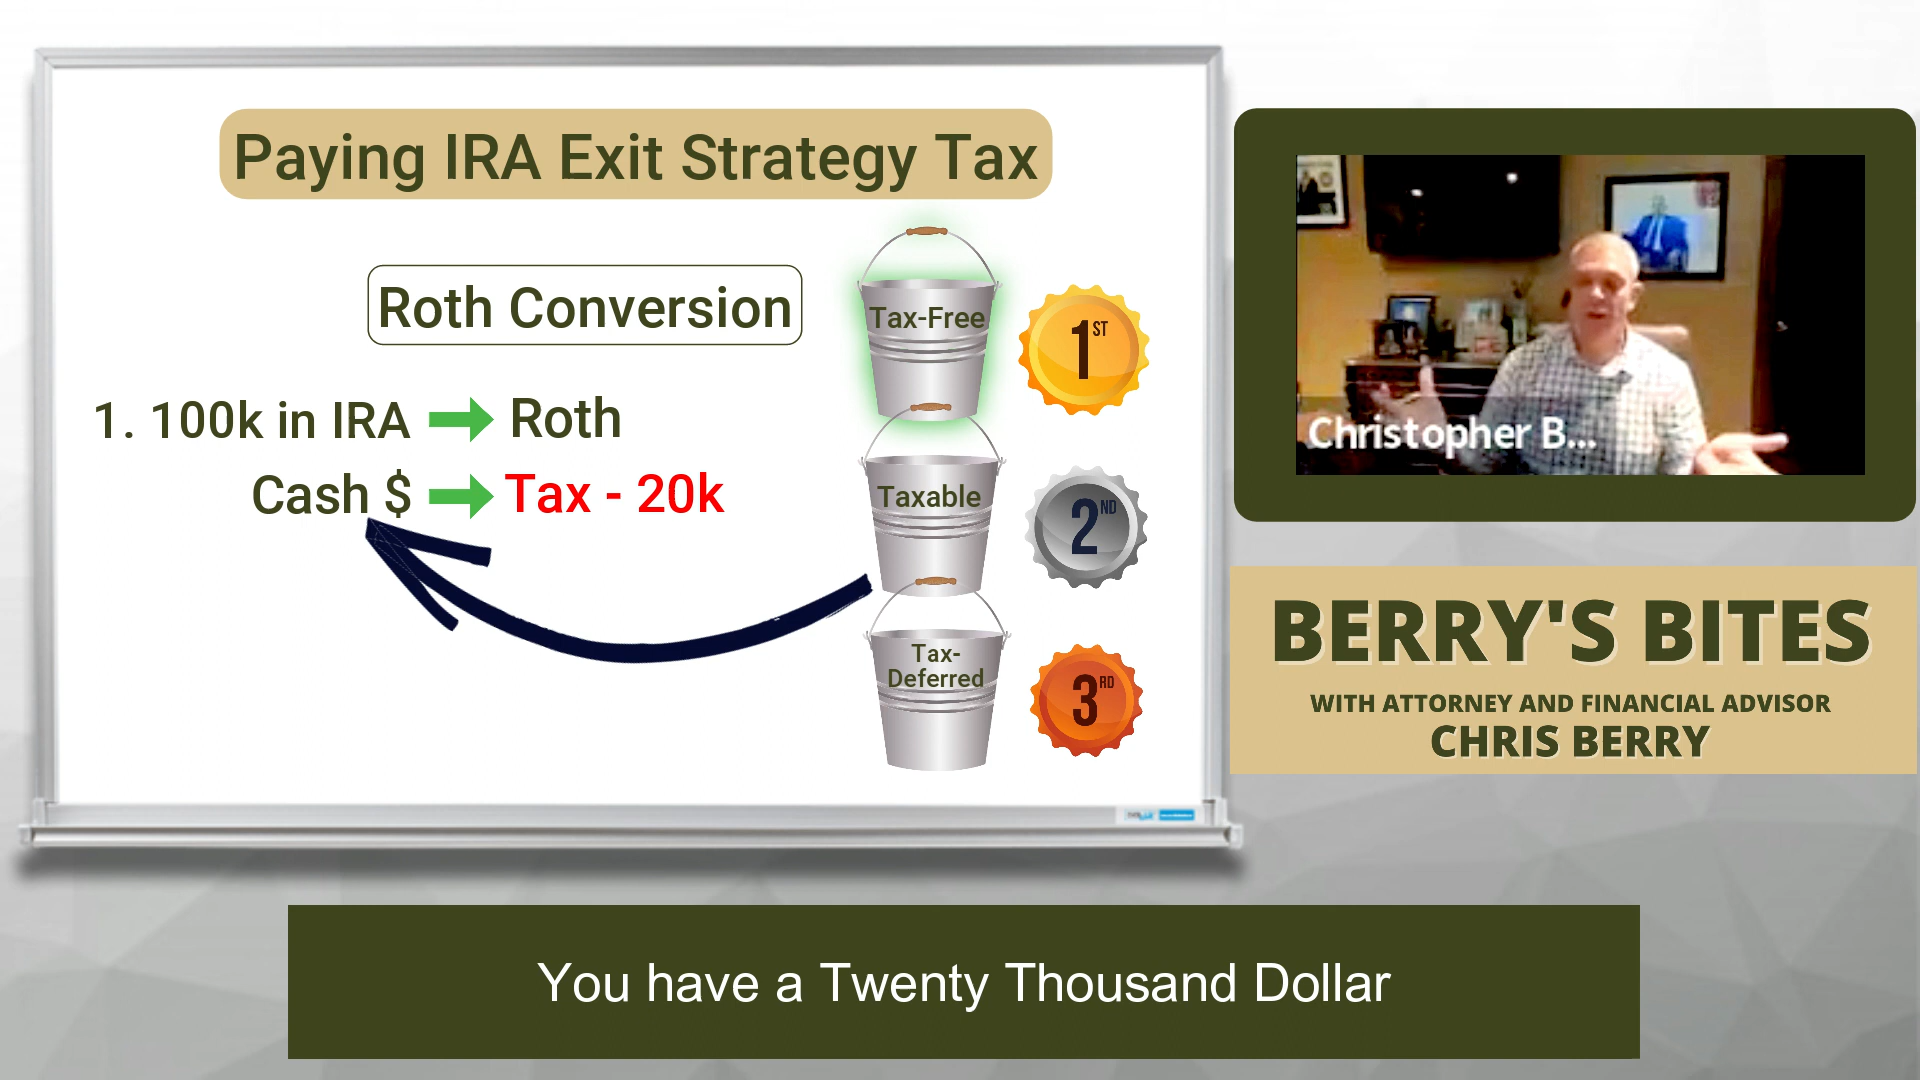 Paying IRA Exit Strategy Tax
Roth Conversion
1. 100k in IRA Roth
Cash $ Tax - 20k
Tax-Free
1ST
Taxable
2ND
Tax-
Deferred
3RD
Christopher B...
BERRY'S BITES
WITH ATTORNEY AND FINANCIAL ADVISOR
CHRIS BERRY
You have a Twenty Thousand Dollar